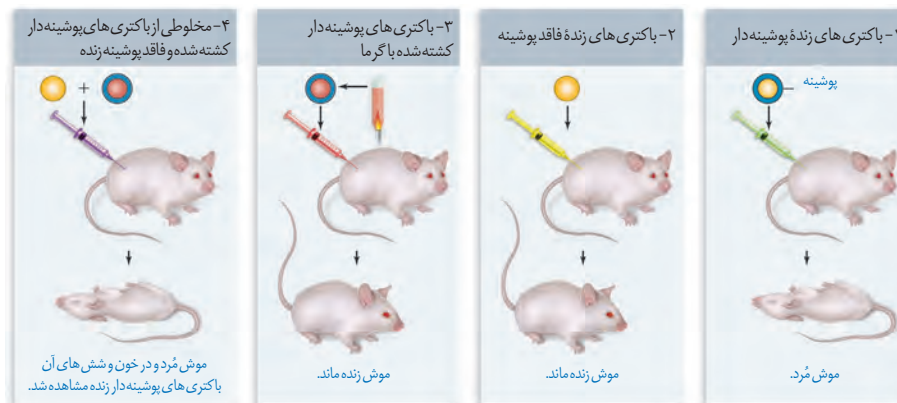 ۱- باکتری‌های زندهٔ پوشینه‌دار
پوشینه
موش مُرد.
۲- باکتری‌های زندهٔ فاقد پوشینه
موش زنده ماند.
۳- باکتری‌های پوشینه‌دار
کشته‌شده با گرما
موش زنده ماند.
۴- مخلوطی از باکتری‌های پوشینه‌دار
کشته‌شده و فاقد پوشینه زنده
موش مُرد و در خون و شش‌های آن
باکتری‌های پوشینه‌دار زنده مشاهده شد.